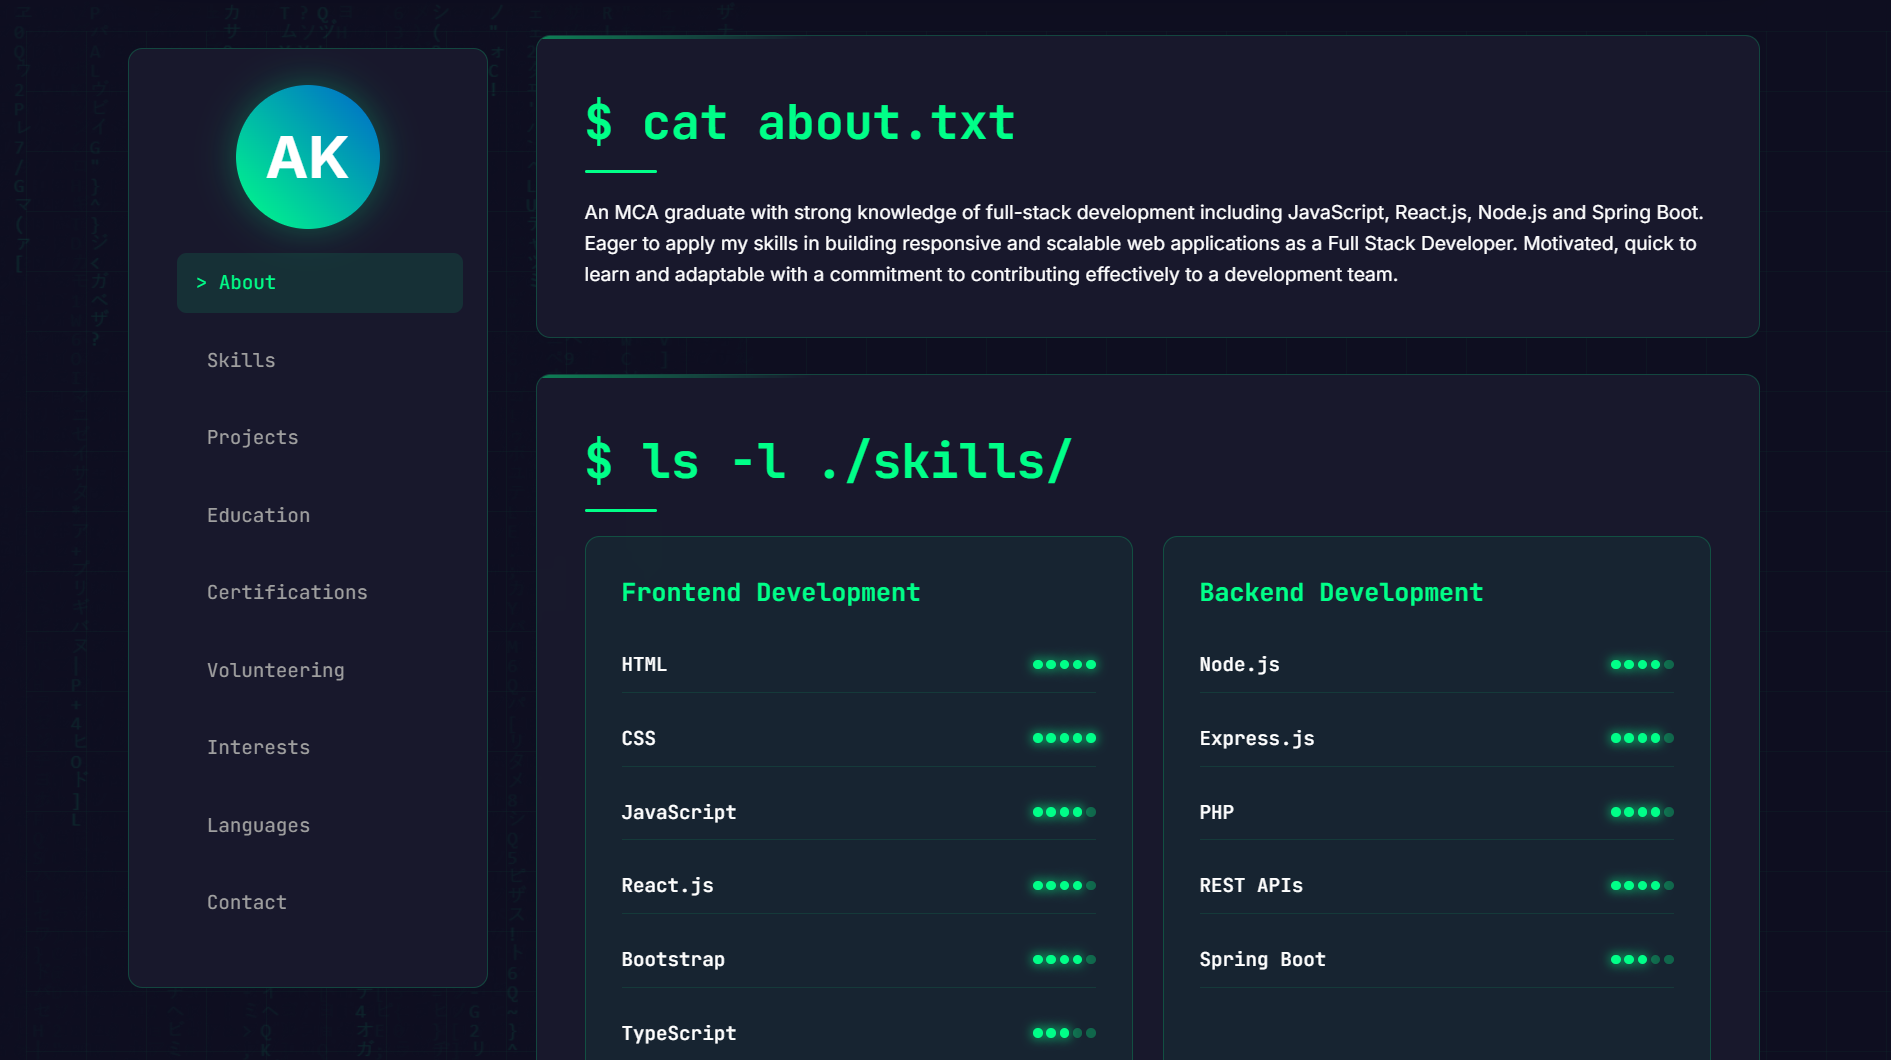 AK
> About
Skills
Projects
Education
Certifications
Volunteering
Interests
Languages
Contact
$ cat about.txt
An MCA graduate with strong knowledge of full-stack development including JavaScript, React.js, Node.js and Spring Boot.
Eager to apply my skills in building responsive and scalable web applications as a Full Stack Developer. Motivated, quick to
learn and adaptable with a commitment to contributing effectively to a development team.
$ ls -l ./skills/
Frontend Development
HTML
CSS
JavaScript
React.js
Bootstrap
TypeScript
Backend Development
Node.js
Express.js
PHP
REST APIs
Spring Boot